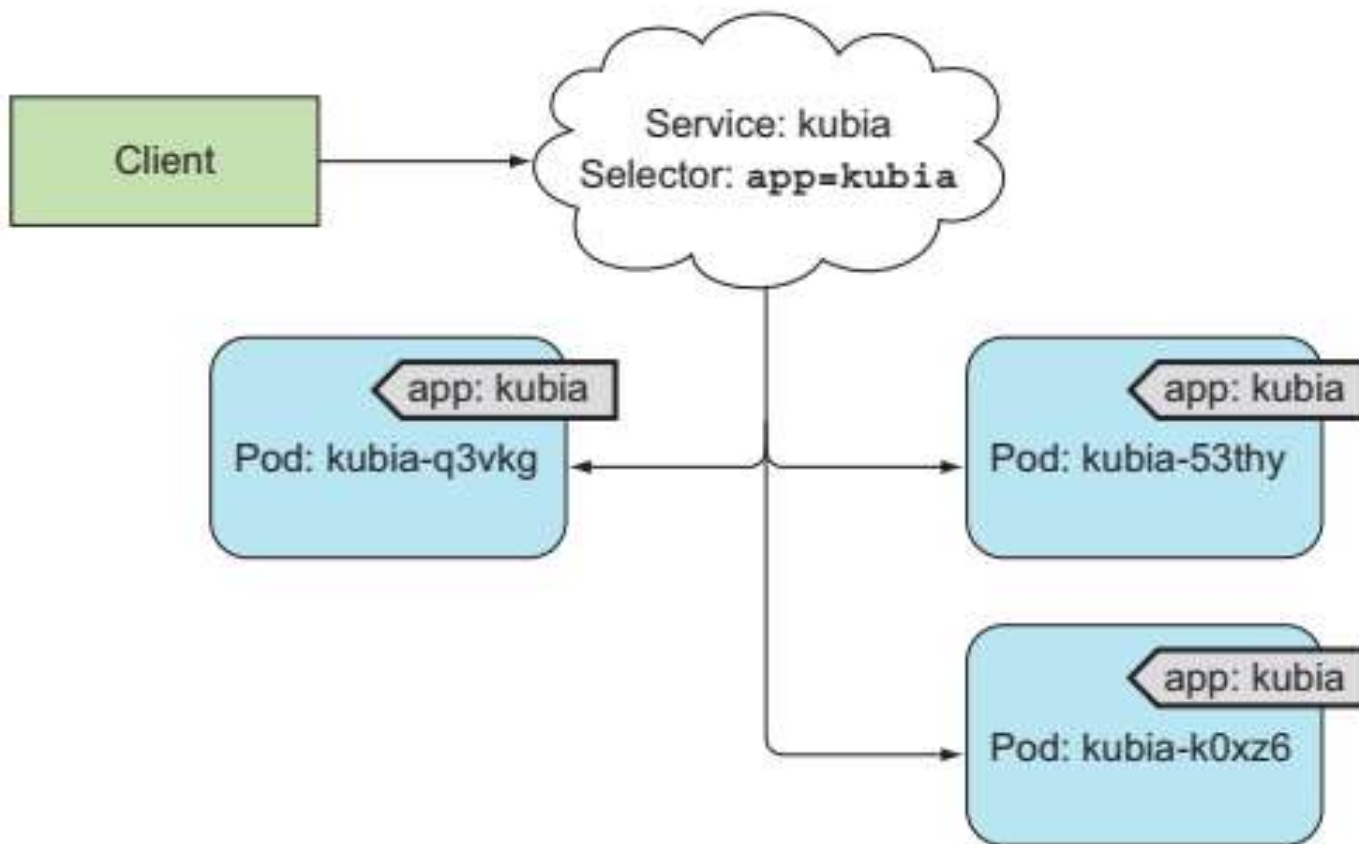 Client
Service: kubia
Selector: app=kubia
app: kubia
Pod: kubia-q3vkg
app: kubia
Pod: kubia-53thy
app: kubia
Pod: kubia-k0xz6